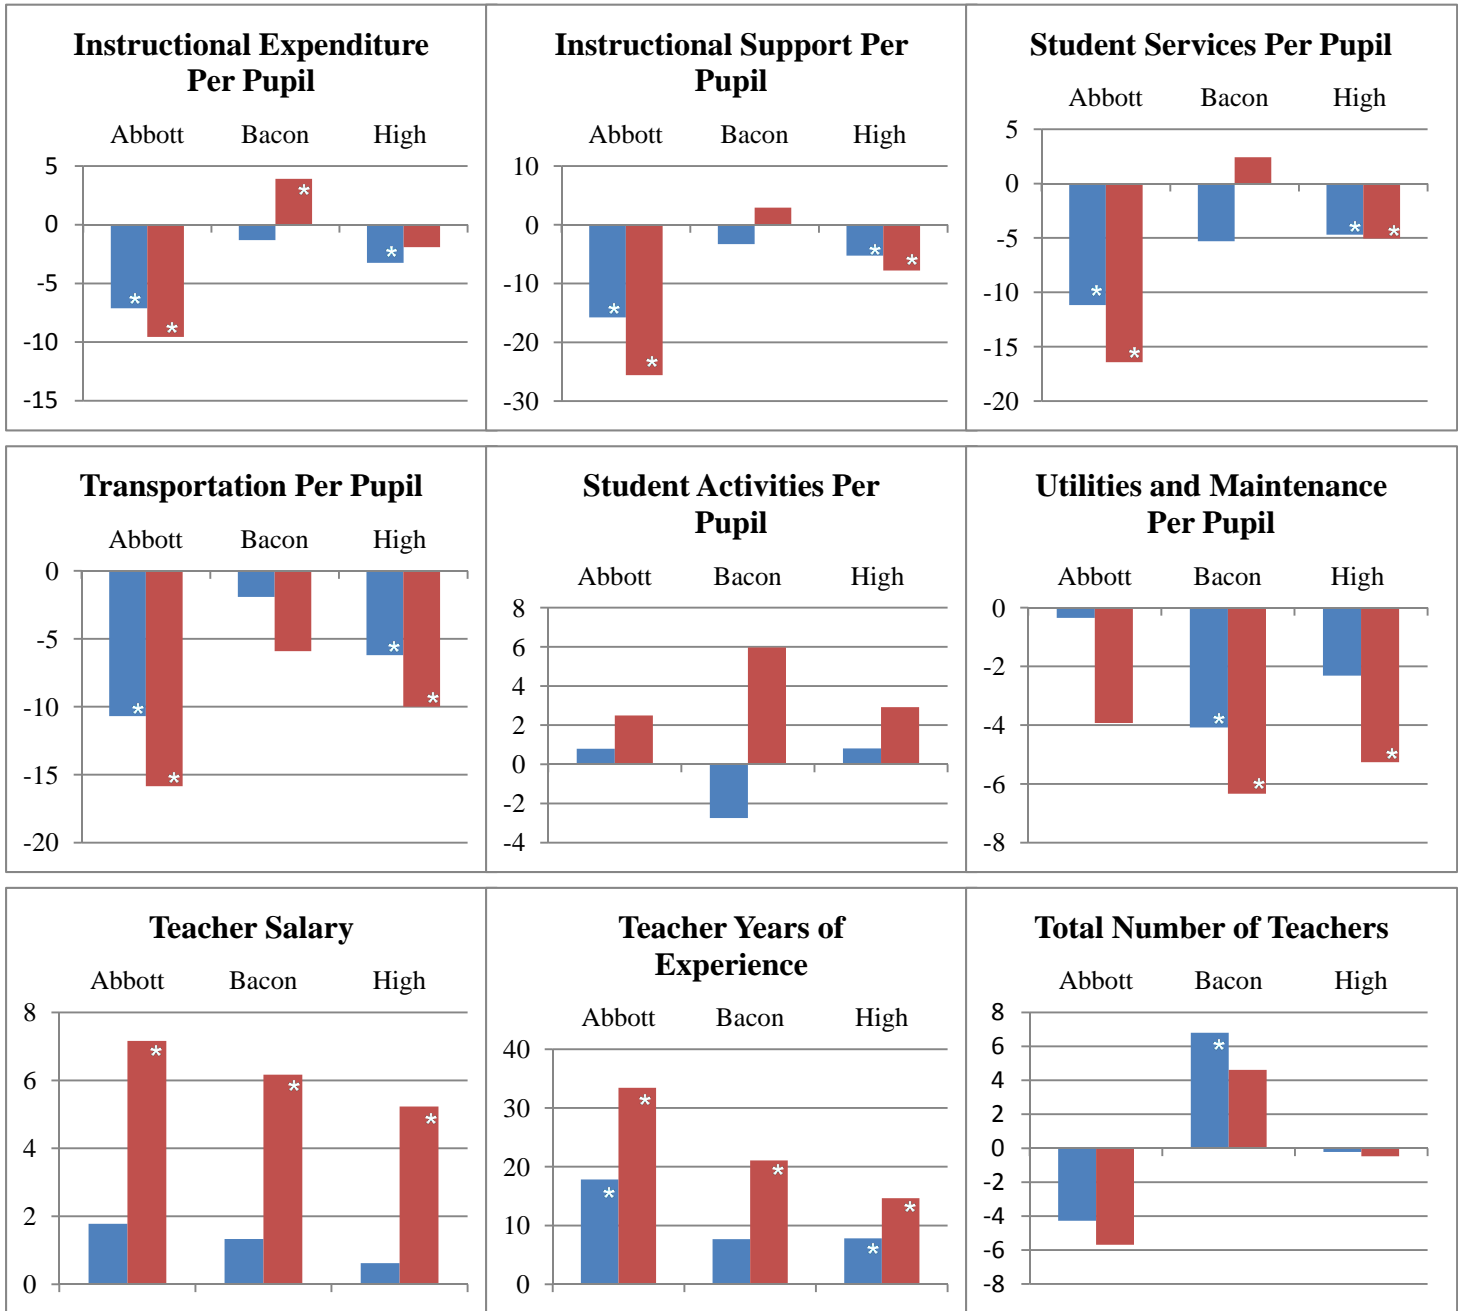 Instructional Expenditure
Per Pupil
Abbott Bacon High
5
0
-5
-10
-15
* * * *
Instructional Support Per
Pupil
Abbott Bacon High
10
0
-10
-20
-30
* * * *
Student Services Per Pupil
Abbott Bacon High
5
0
-5
-10
-15
-20
* * * *
Transportation Per Pupil
Abbott Bacon High
0
-5
-10
-15
-20
* * * *
Student Activities Per
Pupil
Abbott Bacon High
8
6
4
2
0
-2
-4
Utilities and Maintenance
Per Pupil
Abbott Bacon High
0
-2
-4
-6
-8
* * *
Teacher Salary
Abbott Bacon High
8
6
4
2
0
* * *
Teacher Years of
Experience
Abbott Bacon High
40
30
20
10
0
* * * * *
Total Number of Teachers
Abbott Bacon High
8
6
4
2
0
-2
-4
-6
-8
*